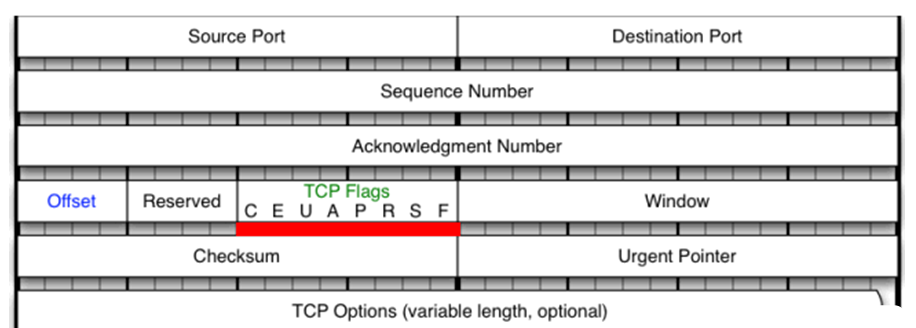 Source Port Destination Port
Sequence Number
Acknowledgment Number
Offset Reserved TCP Flags Window
C E U A P R S F
Checksum Urgent Pointer
TCP Options (variable length, optional)